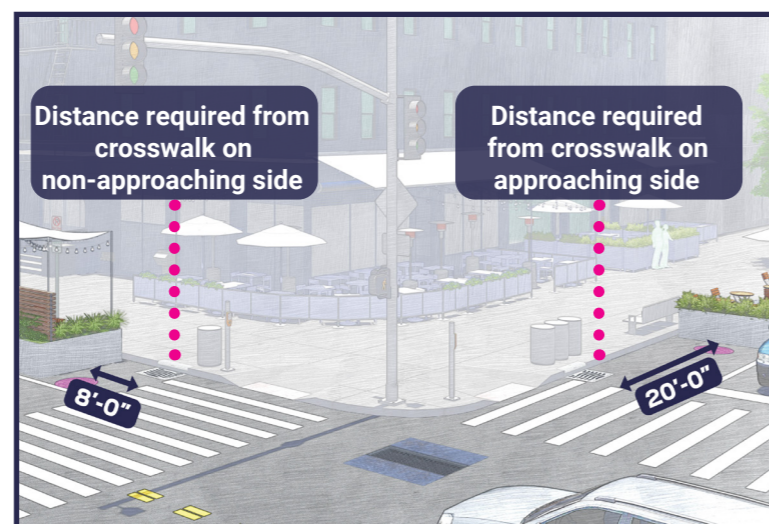 Distance required from
crosswalk on
non-approaching side
Distance required
from crosswalk on
approaching side
8'-0"
20'-0"